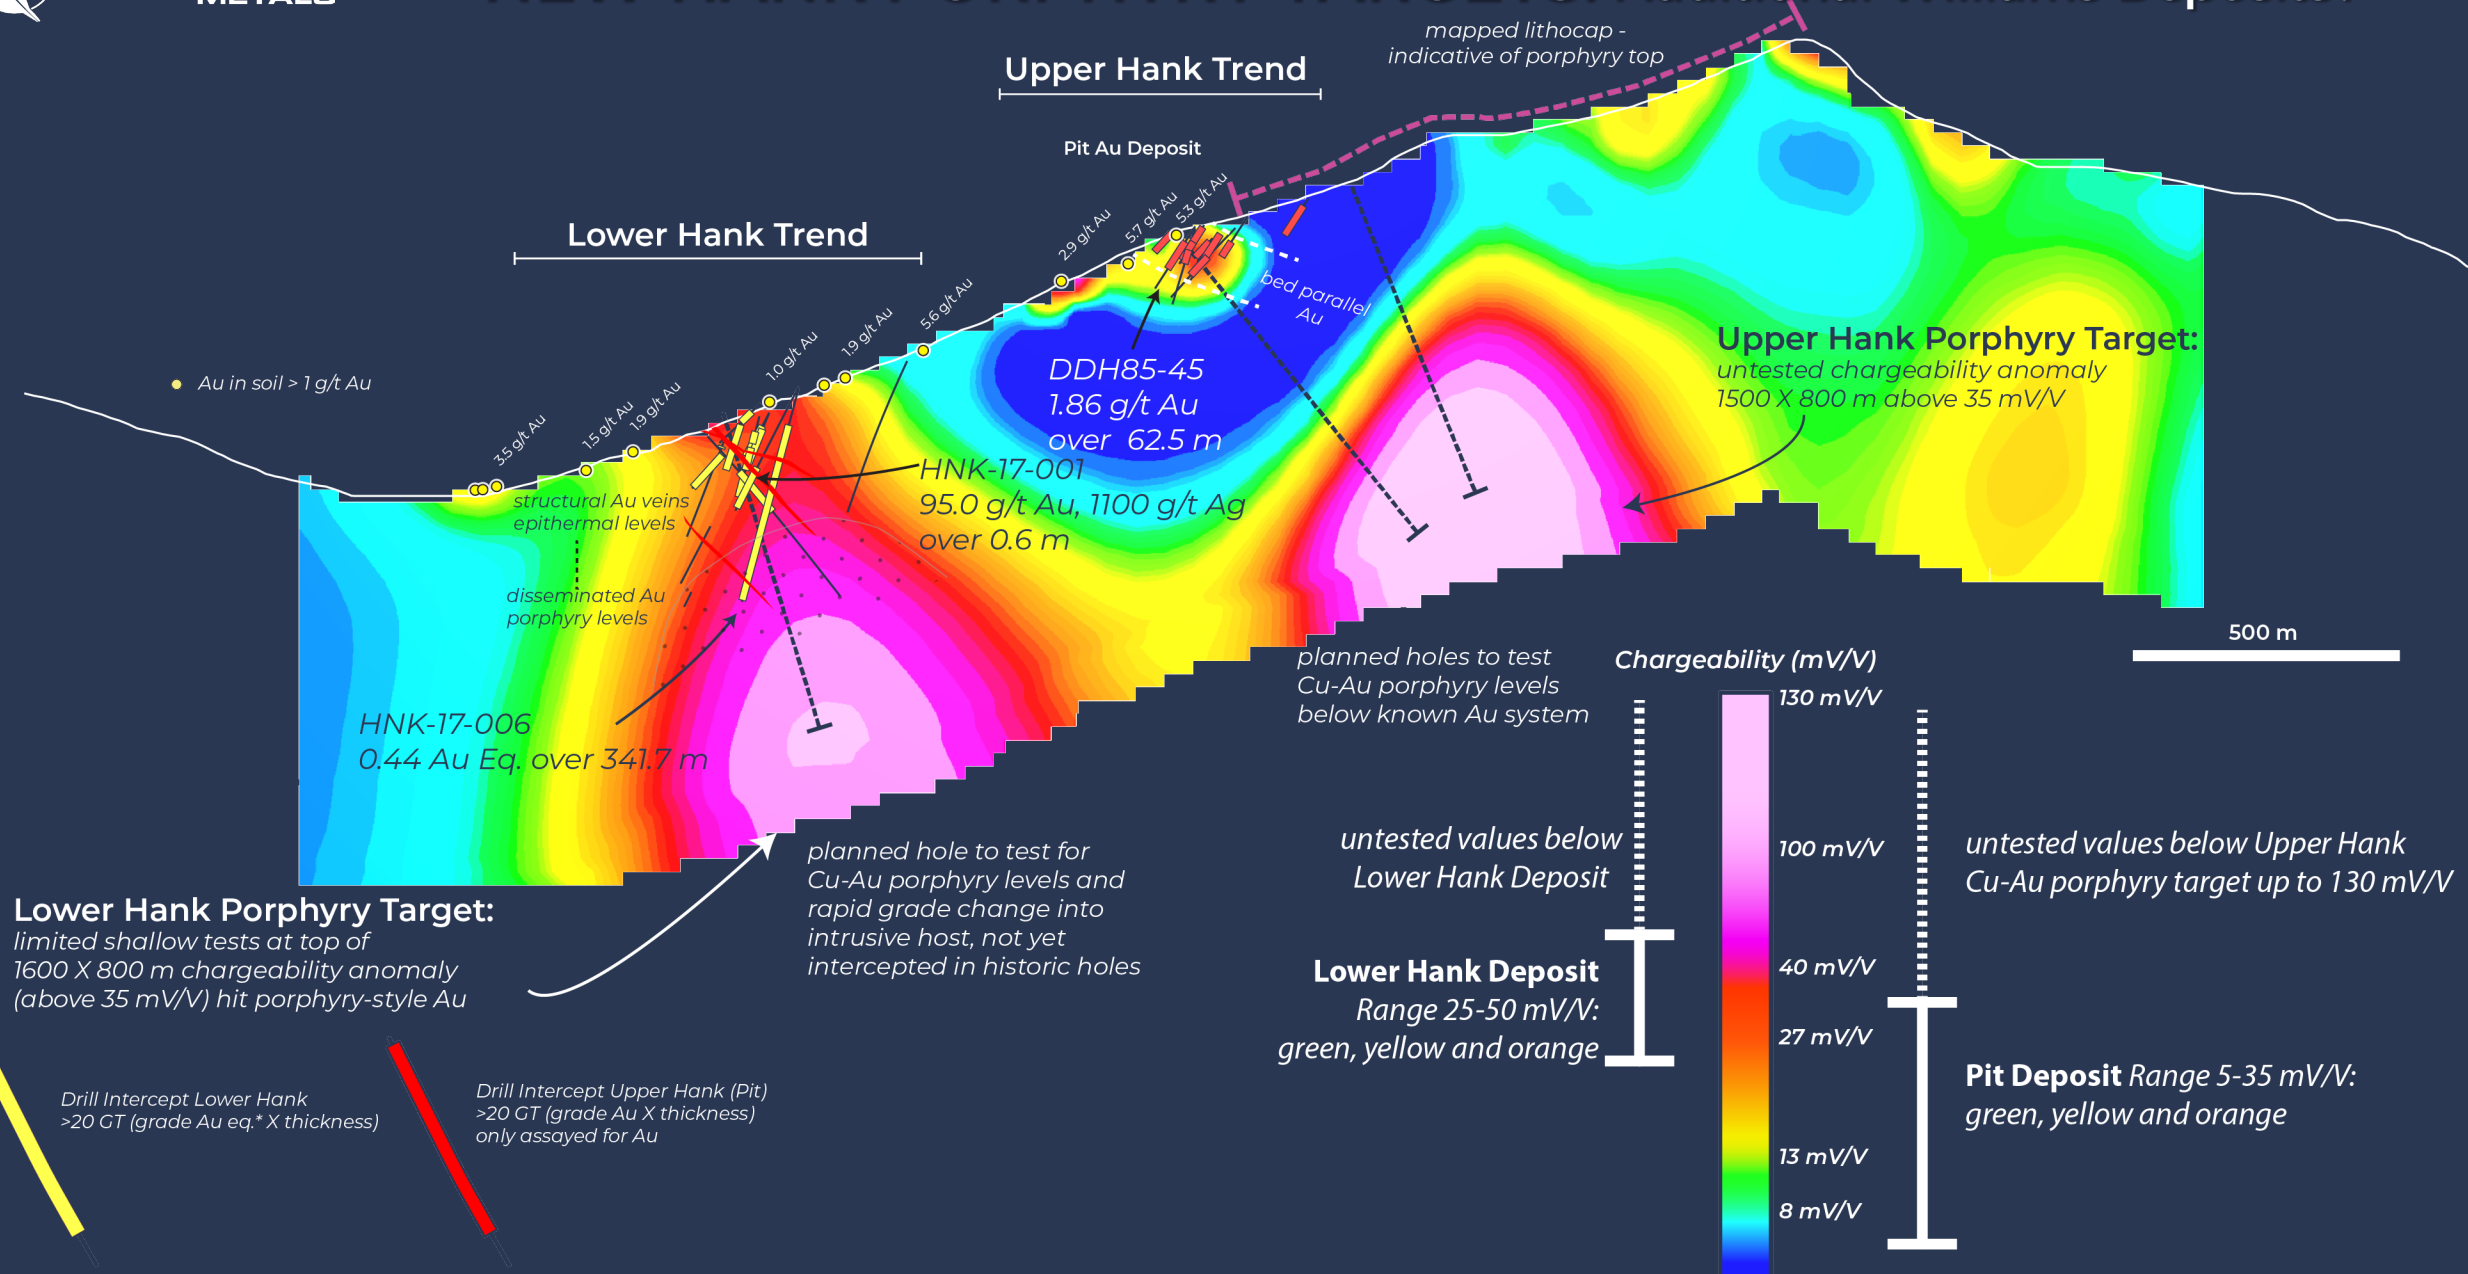 METALS
mapped lithocap -
indicative of porphyry top
Upper Hank Trend
Pit Au Deposit
Lower Hank Trend
2.9 g/t Au
5.7 g/t Au
5.3 g/t Au
bed parallel
Au
5.6 g/t Au
1.9 g/t Au
1.0 g/t Au
1.9 g/t Au
1.5 g/t Au
3.5 g/t Au
Au in soil > 1 g/t Au
Upper Hank Porphyry Target:
untested chargeability anomaly
1500 X 800 m above 35 mV/V
DDH85-45
1.86 g/t Au
over 62.5 m
HNK-17-001
95.0 g/t Au, 1100 g/t Ag
over 0.6 m
structural Au veins
epithermal levels
disseminated Au
porphyry levels
HNK-17-006
0.44 Au Eq. over 341.7 m
500 m
planned holes to test
Cu-Au porphyry levels
below known Au system
Chargeability (mV/V)
130 mV/V
100 mV/V
40 mV/V
27 mV/V
13 mV/V
8 mV/V
untested values below
Lower Hank Deposit
untested values below Upper Hank
Cu-Au porphyry target up to 130 mV/V
Lower Hank Deposit
Range 25-50 mV/V:
green, yellow and orange
Pit Deposit Range 5-35 mV/V:
green, yellow and orange
planned hole to test for
Cu-Au porphyry levels and
rapid grade change into
intrusive host, not yet
intercepted in historic holes
Lower Hank Porphyry Target:
limited shallow tests at top of
1600 X 800 m chargeability anomaly
(above 35 mV/V) hit porphyry-style Au
Drill Intercept Lower Hank
>20 GT (grade Au eq.* X thickness)
Drill Intercept Upper Hank (Pit)
>20 GT (grade Au X thickness)
only assayed for Au